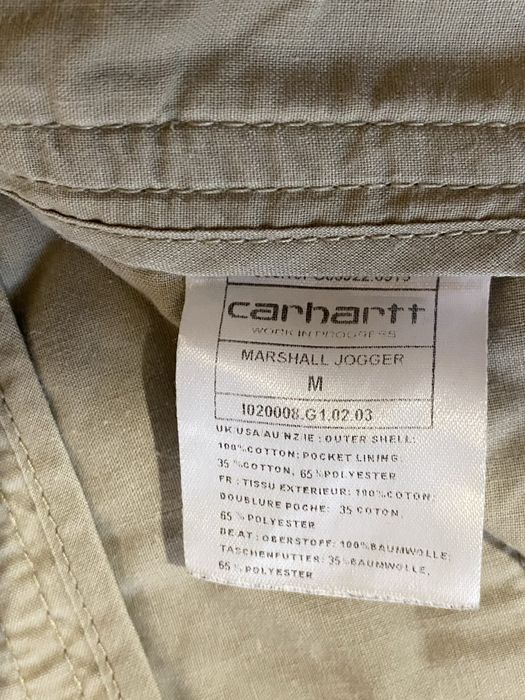 carhartt
WORK IN PROGRESS
MARSHALL JOGGER
M
I020008.G1.02.03
UK USA/AU NZ/IE : OUTER SHELL:
100%COTTON: POCKET LINING:
35%COTTON, 65%POLYESTER
FR : TISSU EXTERIEUR: 100%COTON:
DOUBLURE POCHE: 35 COTON,
65%POLYESTER
DE AT : OBERSTOFF: 100%BAUMWOLLE:
TASCHENFUTTER: 35%BAUMWOLLE,
65%POLYESTER